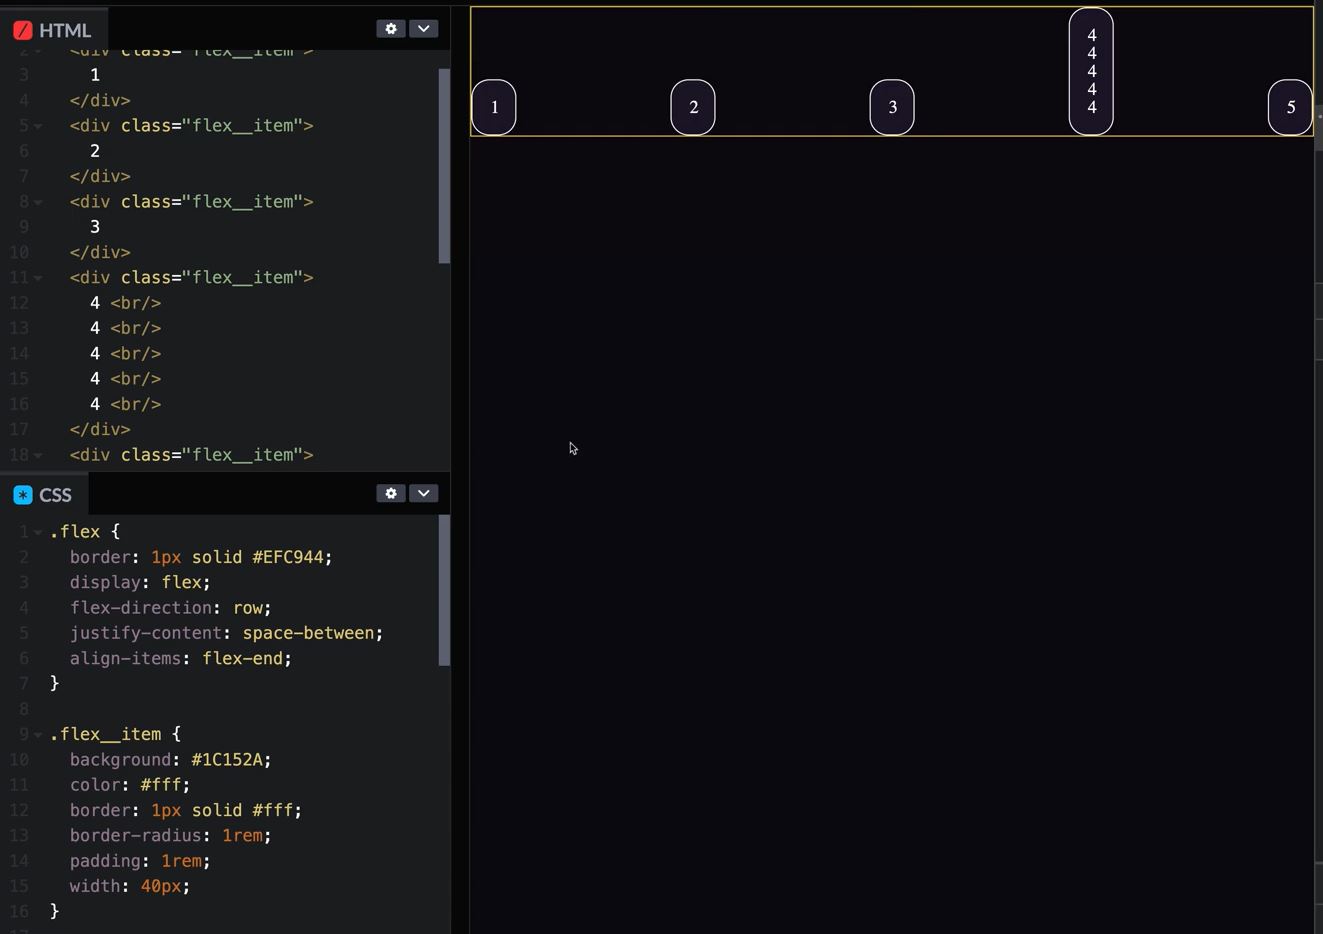 HTML
2 <div class="flex__item">
3 1
4 </div>
5 <div class="flex__item">
6 2
7 </div>
8 <div class="flex__item">
9 3
10 </div>
11 <div class="flex__item">
12 4 <br/>
13 4 <br/>
14 4 <br/>
15 4 <br/>
16 4 <br/>
17 </div>
18 <div class="flex__item">
CSS
1 .flex {
2 border: 1px solid #EFC944;
3 display: flex;
4 flex-direction: row;
5 justify-content: space-between;
6 align-items: flex-end;
7 }
8
9 .flex__item {
10 background: #1C152A;
11 color: #fff;
12 border: 1px solid #fff;
13 border-radius: 1rem;
14 padding: 1rem;
15 width: 40px;
16 }
1
2
3
4
4
4
4
4
5